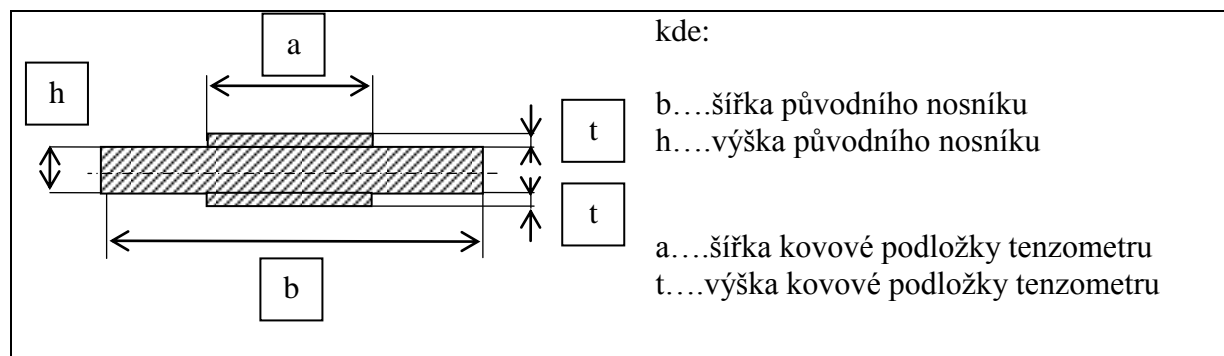 a
h
t
t
b
kde:
b….šířka původního nosníku
h….výška původního nosníku
a….šířka kovové podložky tenzometru
t….výška kovové podložky tenzometru